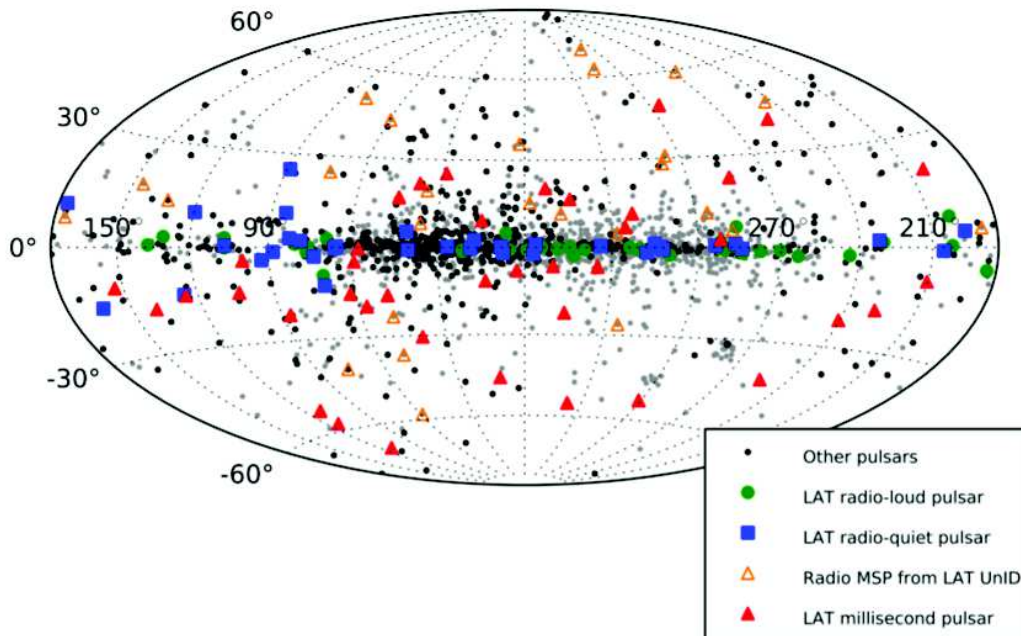 60°
30°
150° 90° 270° 210°
0°
-30°
-60°
Other pulsars
LAT radio-loud pulsar
LAT radio-quiet pulsar
Radio MSP from LAT UnID
LAT millisecond pulsar